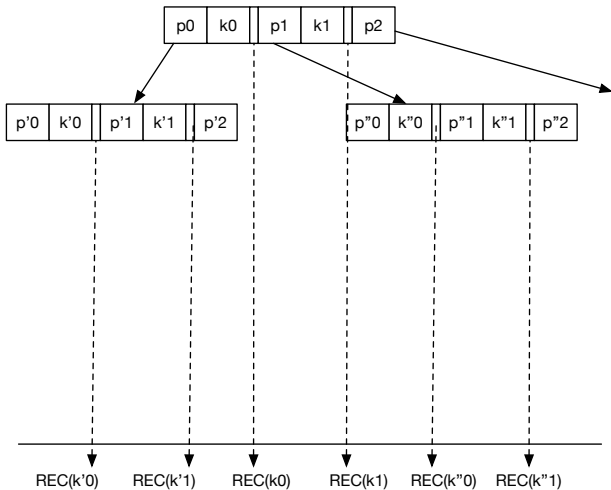 p0 k0 p1 k1 p2
p'0 k'0 p'1 k'1 p'2 p"0 k"0 p"1 k"1 p"2
REC(k'0) REC(k'1) REC(k0) REC(k1) REC(k"0) REC(k"1)